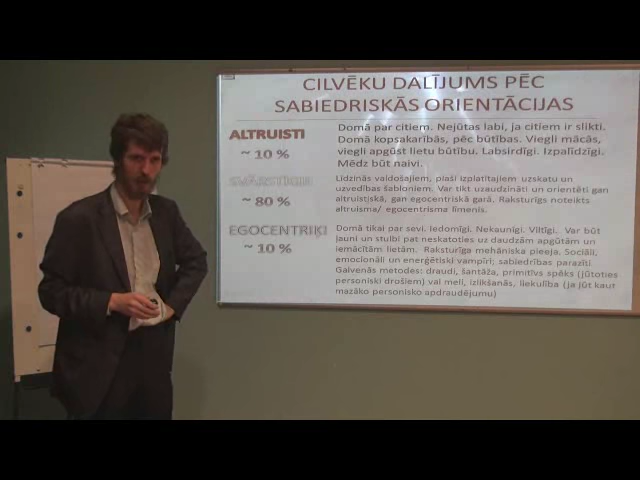 CILVĒKU DALĪJUMS PĒC
SABIEDRISKĀS ORIENTĀCIJAS
ALTRUISTI
~ 10 %
Domā par citiem. Nejūtas labi, ja citiem ir slikti.
Domā kopsakarībās, pēc būtības. Viegli mācās,
viegli apgūst lietu būtību. Labsirdīgi. Izpalīdzīgi.
Mēdz būt naivi.
~ 80 %
Līdzinās valdošajiem, plaši izplatītajiem uzskatu un
uzvedības šabloniem. Var tikt uzaudzināti un orientēti gan
altruistiskā, gan egocentriskā garā. Raksturīgs noteikts
altruisma/ egocentrisma līmenis.
EGOCENTRIĶI
~ 10 %
Domā tikai par sevi. Iedomīgi. Nekaunīgi. Viltīgi. Var būt
ļauni un stulbi pat neskatoties uz daudzām apgūtām un
iemācītām lietām. Raksturīga mehāniska pieeja. Sociāli,
emocionāli un enerģētiski vampīri; sabiedrības parazīti.
Galvenās metodes: draudi, šantāža, primitīvs spēks (jūtoties
personiski drošiem) vai meli, izlikšanās, liekulība (ja jūt kaut
mazāko personisko apdraudējumu)